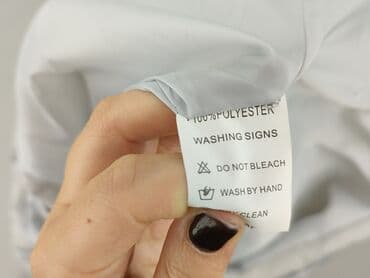 100%POLYESTER
WASHING SIGNS
DO NOT BLEACH
WASH BY HAND
CLEAN